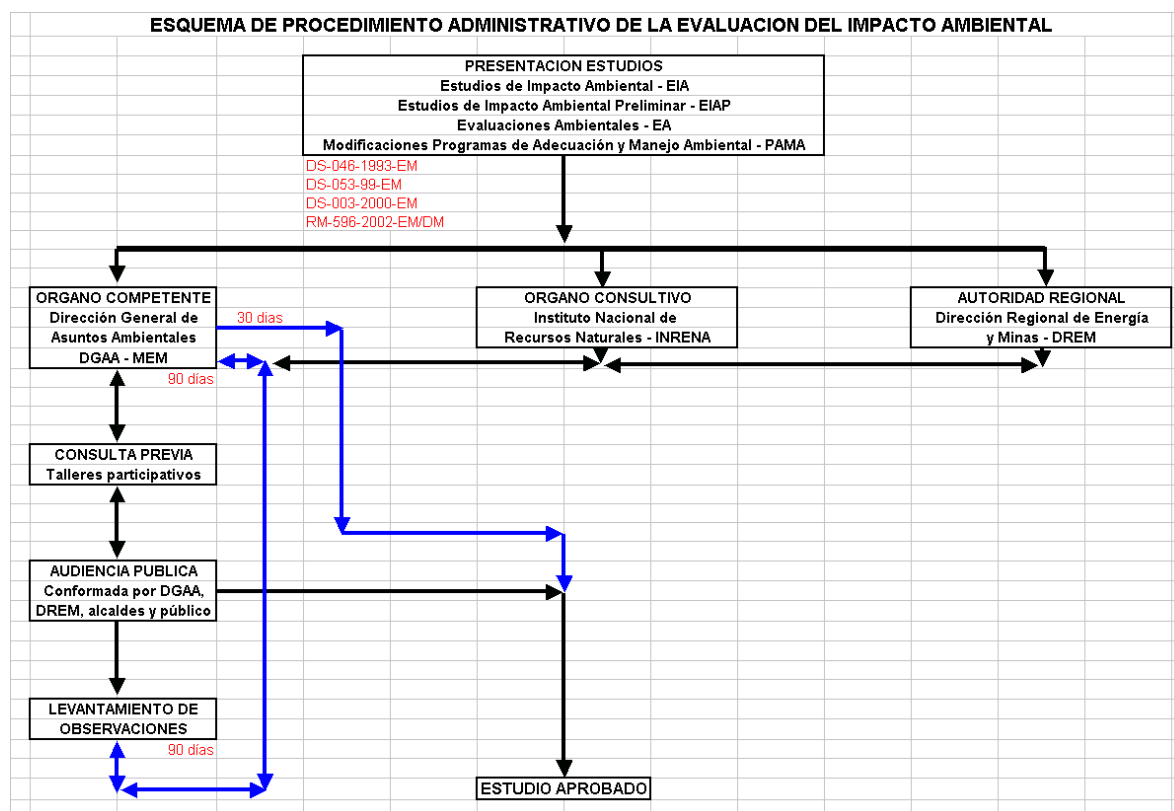 ESQUEMA DE PROCEDIMIENTO ADMINISTRATIVO DE LA EVALUACION DEL IMPACTO AMBIENTAL
PRESENTACION ESTUDIOS
Estudios de Impacto Ambiental - EIA
Estudios de Impacto Ambiental Preliminar - EIAP
Evaluaciones Ambientales - EA
Modificaciones Programas de Adecuación y Manejo Ambiental - PAMA
DS-046-1993-EM
DS-053-99-EM
DS-003-2000-EM
RM-596-2002-EM/DM
ORGANO COMPETENTE
Dirección General de
Asuntos Ambientales
DGAA - MEM
30 dias
90 días
ORGANO CONSULTIVO
Instituto Nacional de
Recursos Naturales - INRENA
AUTORIDAD REGIONAL
Dirección Regional de Energía
y Minas - DREM
CONSULTA PREVIA
Talleres participativos
AUDIENCIA PUBLICA
Conformada por DGAA,
DREM, alcaldes y público
LEVANTAMIENTO DE
OBSERVACIONES
90 días
ESTUDIO APROBADO